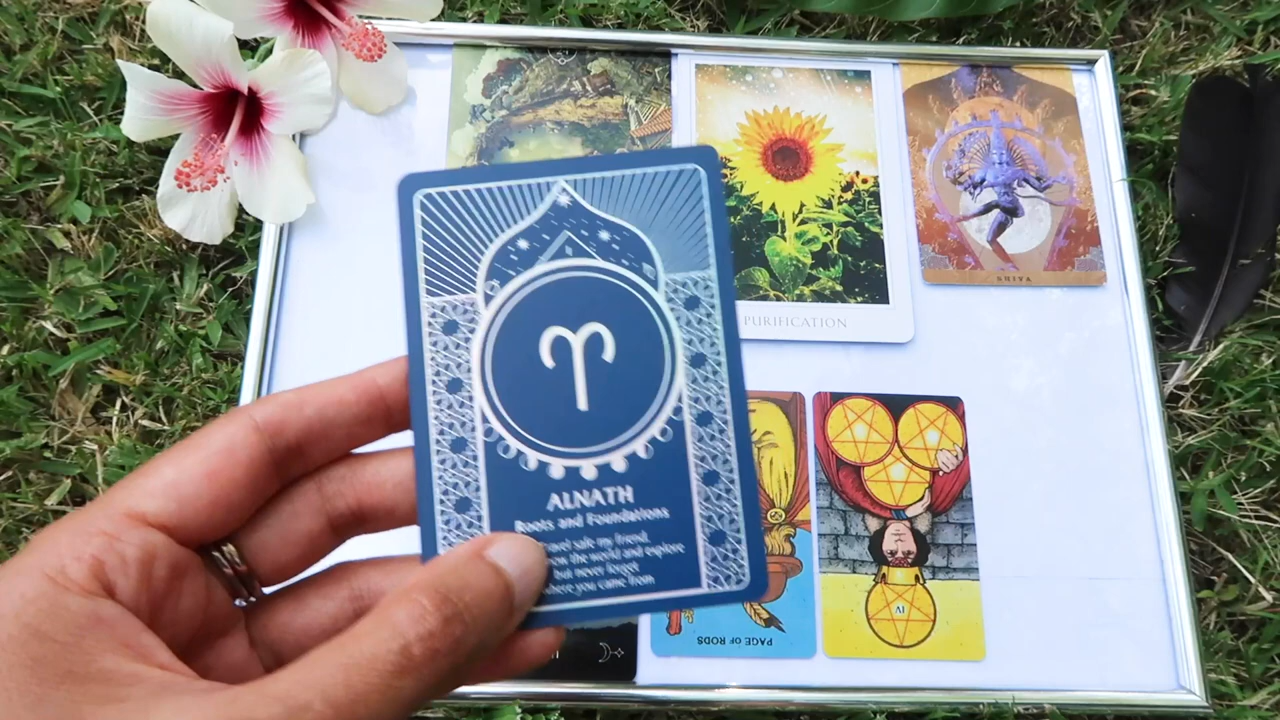 PURIFICATION
SHIVA
ALNATH
Roots and Foundations
safe my friend.
the world and explore
but never forget
where you came from
PAGE OF RODS
IV